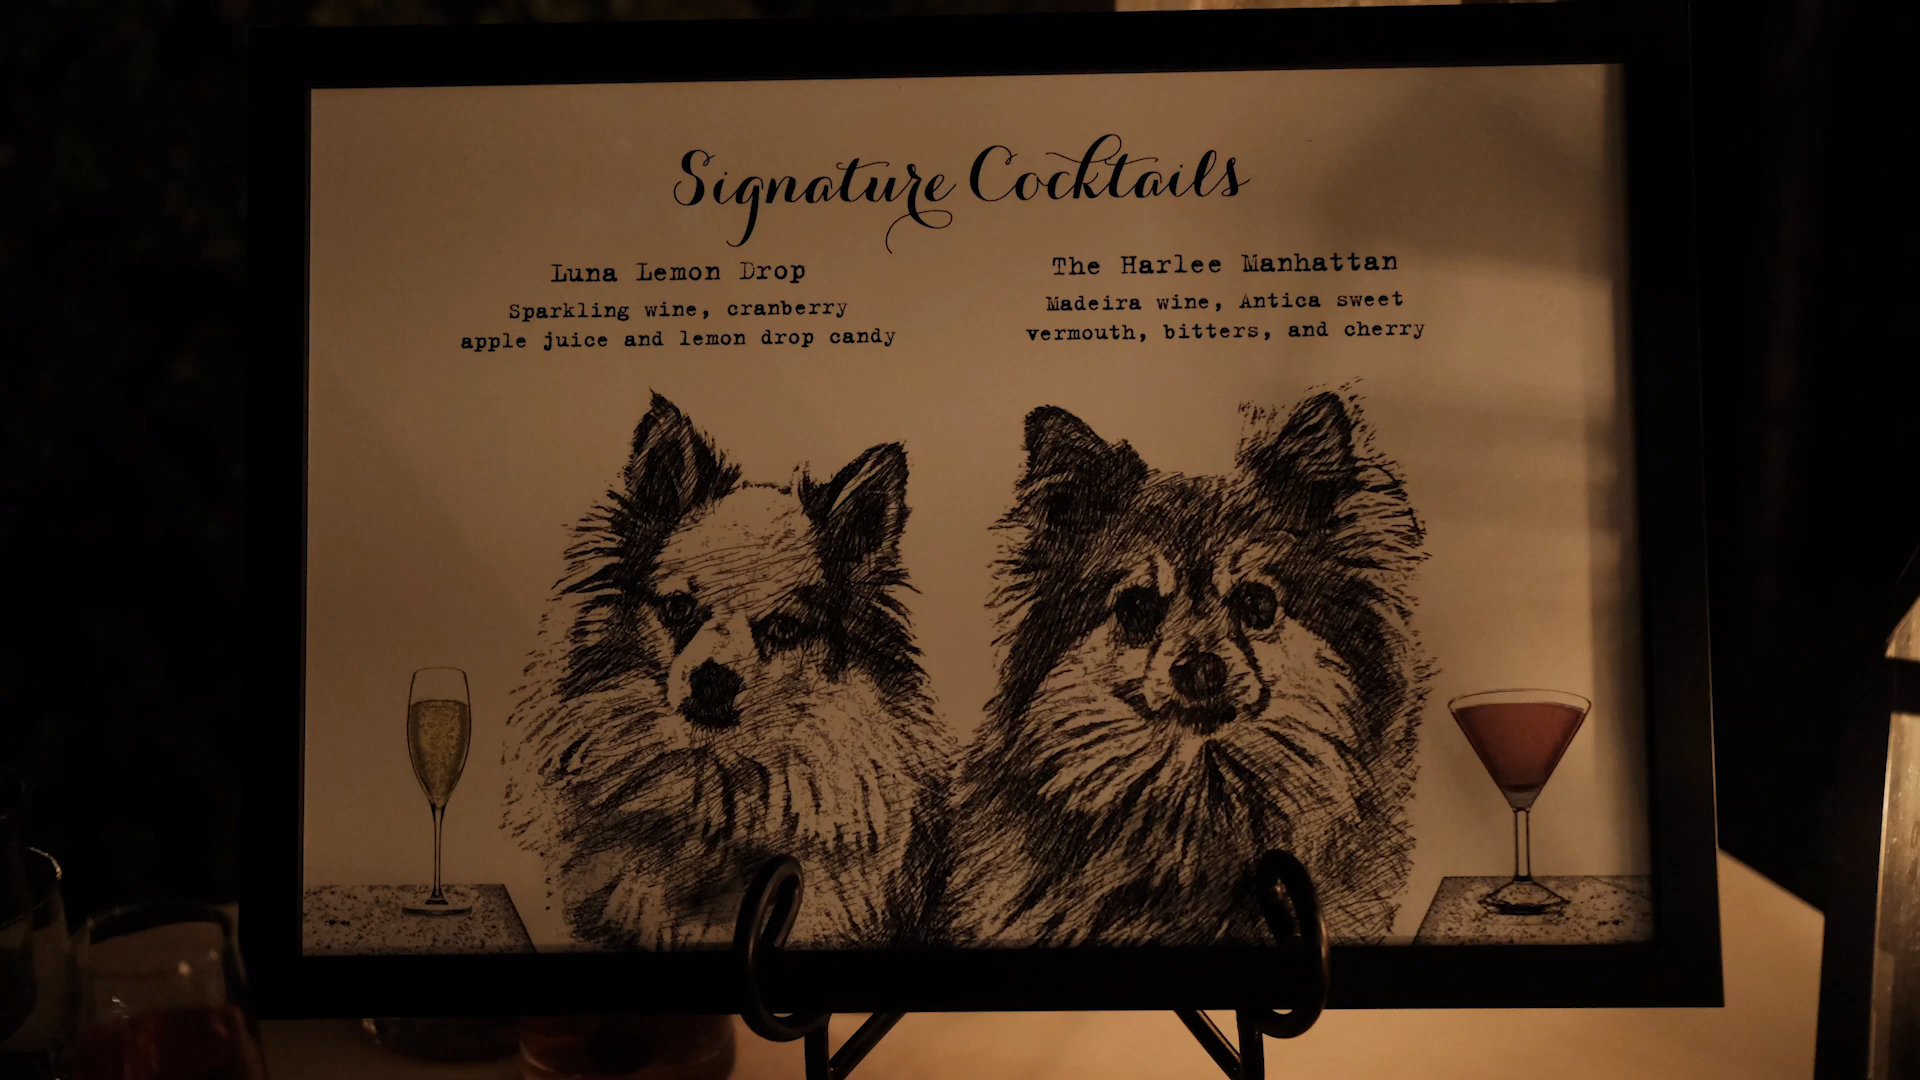 Signature Cocktails
Luna Lemon Drop
Sparkling wine, cranberry
apple juice and lemon drop candy
The Harlee Manhattan
Madeira wine, Antica sweet
vermouth, bitters, and cherry